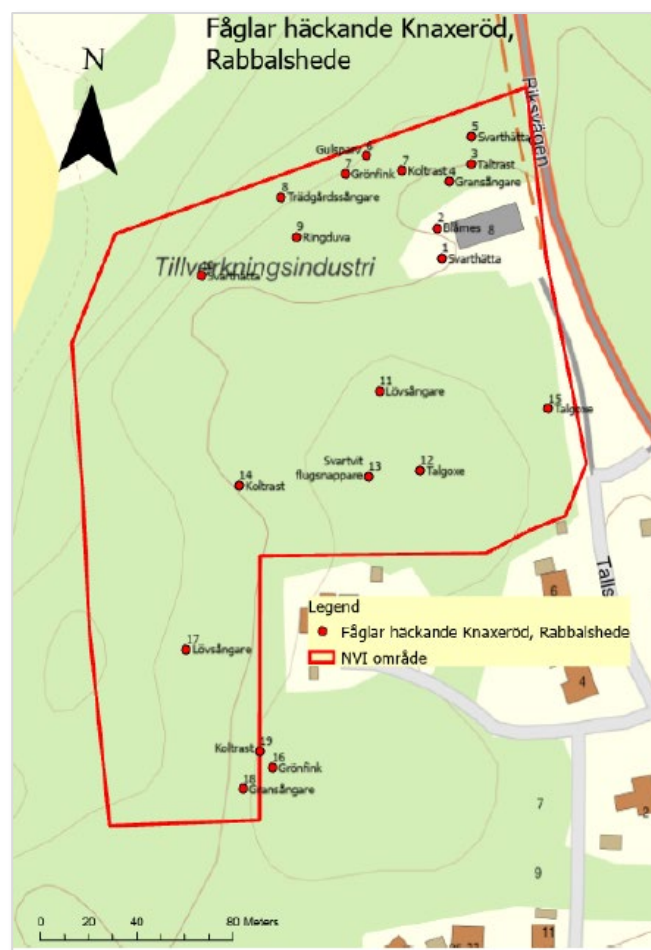 Fåglar häckande Knaxeröd,
Rabbalshede
N
Riksvägen
5
Svarthätta
6
Gulsparv
3
Taltrast
7
Grönfink
7
Koltrast
4
Gransångare
8
Trädgårdssångare
2
Blåmes
8
9
Ringduva
1
Svarthätta
Tillverkningsindustri
Svarthätta
11
Lövsångare
15
Talgoxe
12
Talgoxe
Svartvit
flugsnappare
13
14
Koltrast
Talls
6
Legend
Fåglar häckande Knaxeröd, Rabbalshede
NVI område
17
Lövsångare
4
19
Koltrast
16
Grönfink
18
Gransångare
7
2
9
11
0 20 40 80 Meters